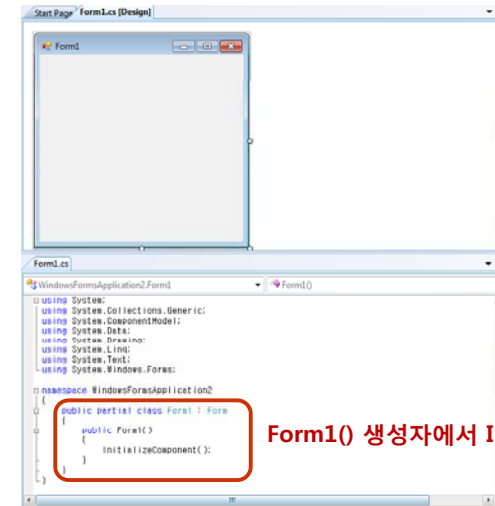 Start Page Form1.cs [Design]
Form1
Form1.cs
WindowsFormsApplication2.Form1 Form1()
using System;
using System.Collections.Generic;
using System.ComponentModel;
using System.Data;
using System.Drawing;
using System.Linq;
using System.Text;
using System.Windows.Forms;
namespace WindowsFormsApplication2
{
public partial class Form1 : Form
{
public Form1()
{
InitializeComponent();
}
}
}
Form1() 생성자에서 I